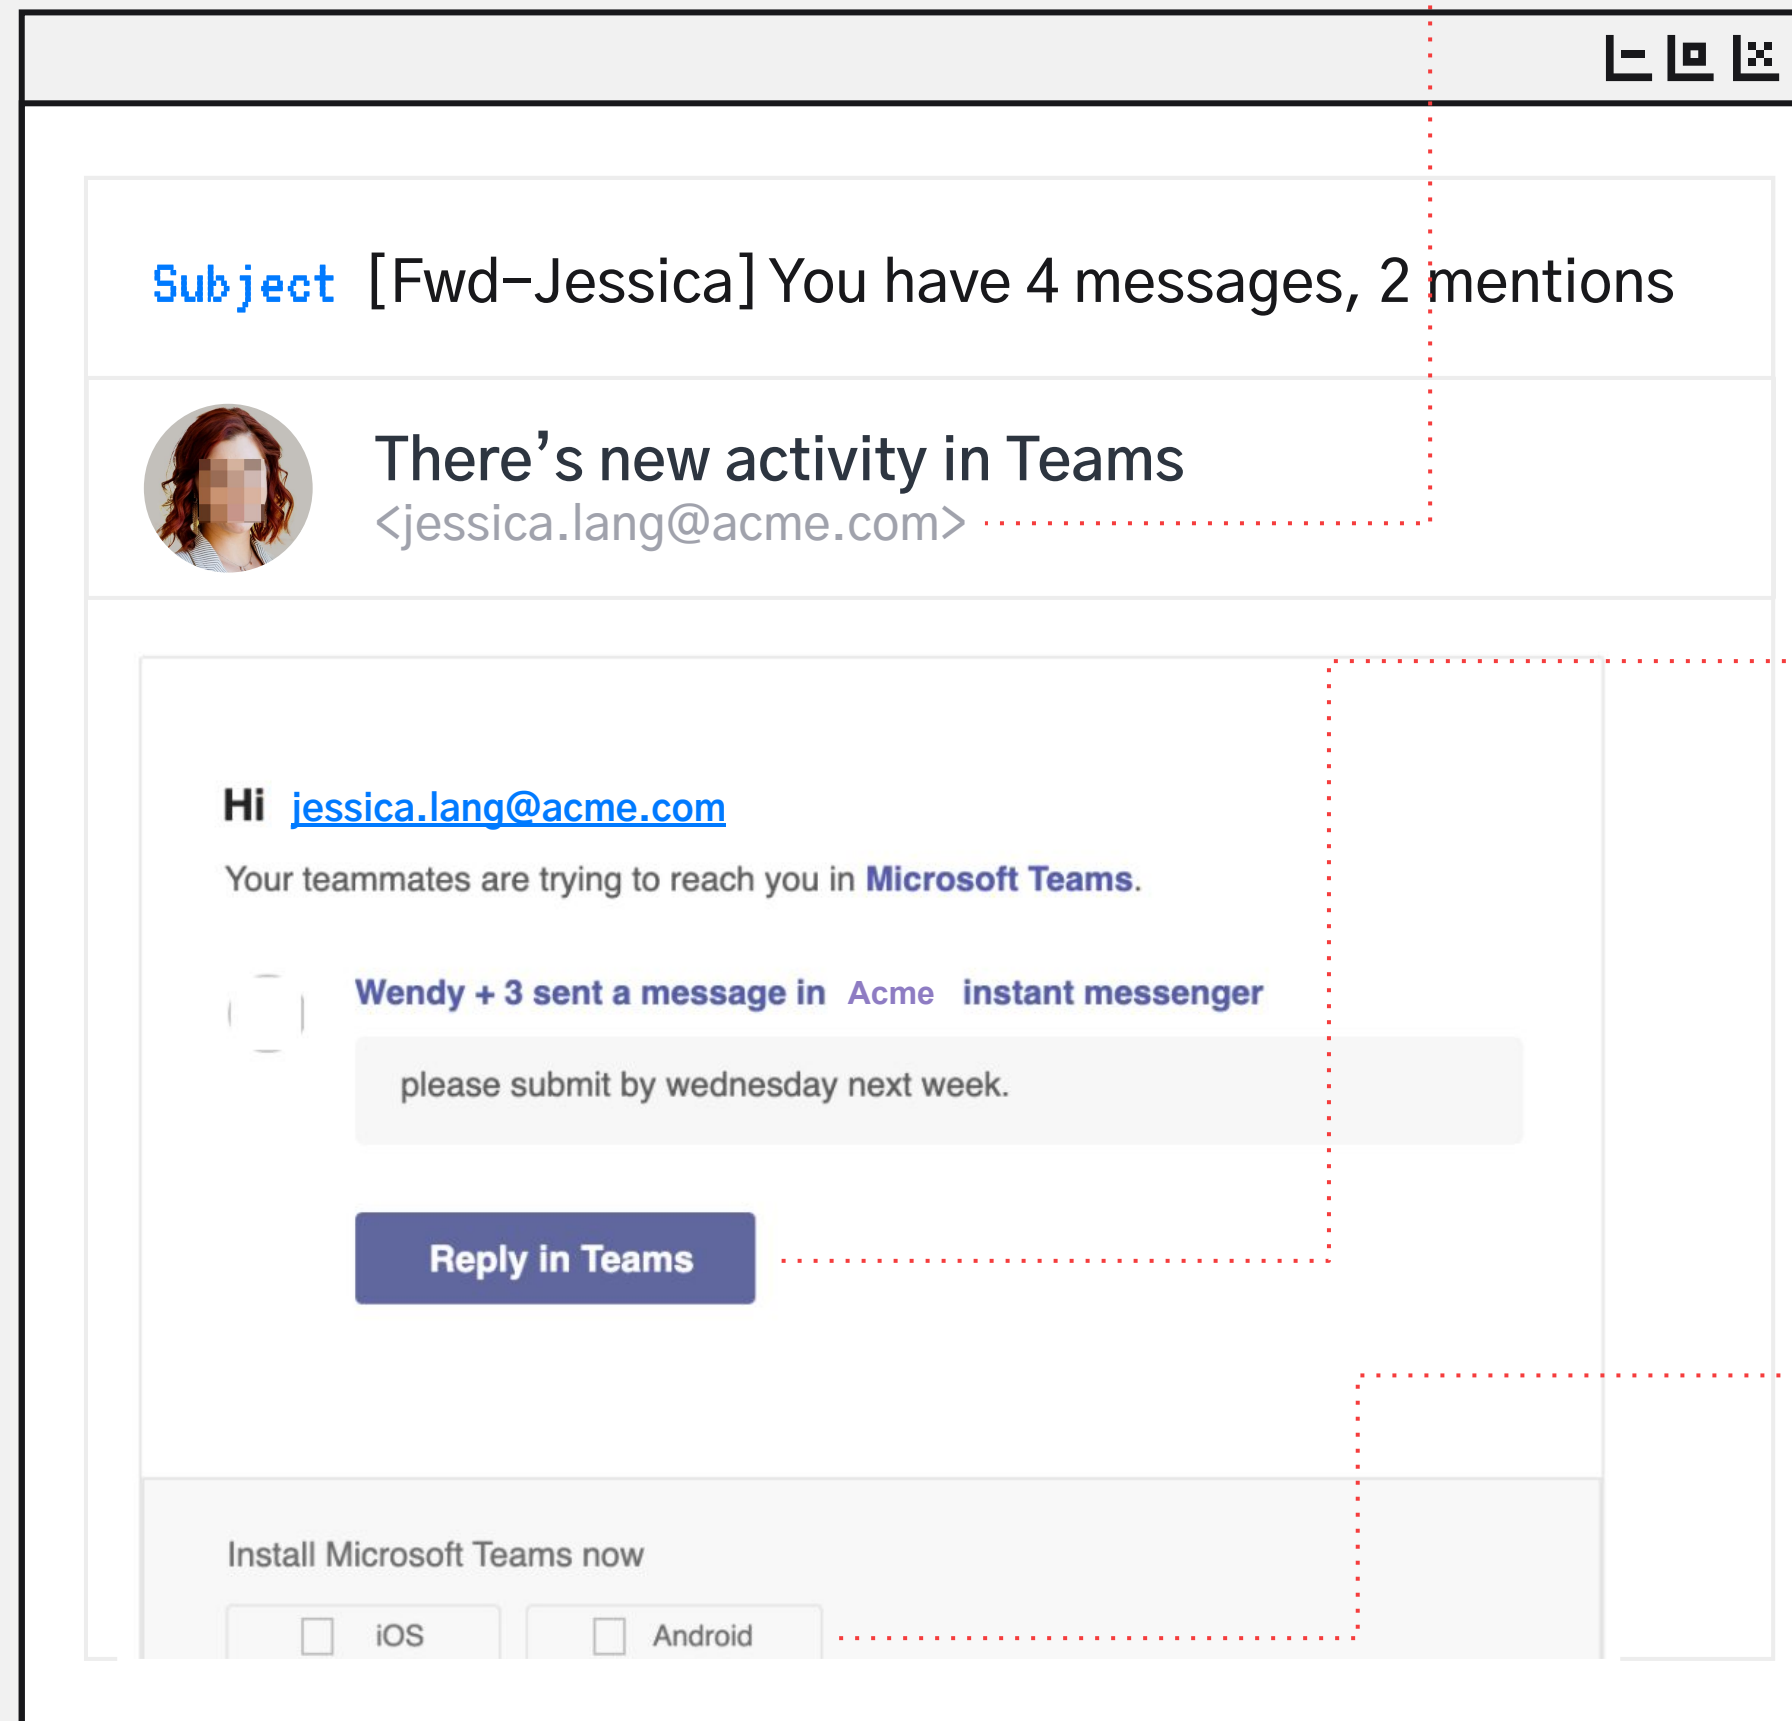 Subject [Fwd-Jessica] You have 4 messages, 2 mentions
There’s new activity in Teams
<jessica.lang@acme.com>
Hi jessica.lang@acme.com
Your teammates are trying to reach you in Microsoft Teams.
Wendy + 3 sent a message in Acme instant messenger
please submit by wednesday next week.
Reply in Teams
Install Microsoft Teams now
iOS Android